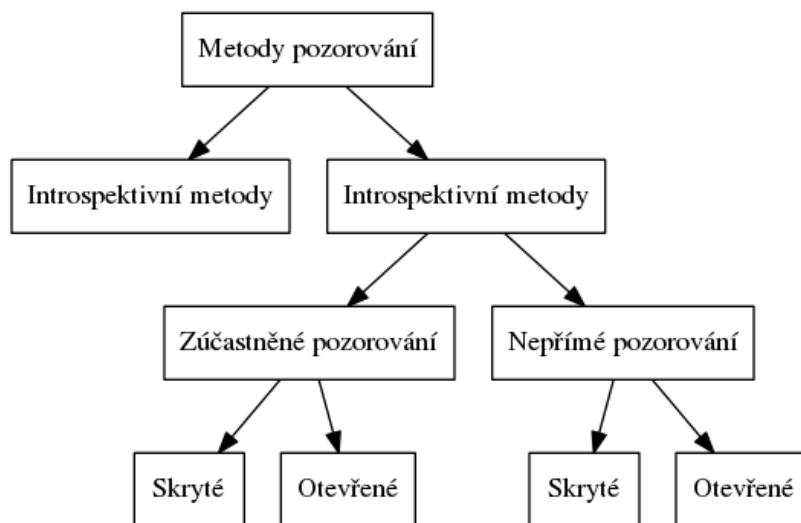 Metody pozorování
Introspektivní metody
Introspektivní metody
Zúčastněné pozorování
Nepřímé pozorování
Skryté
Otevřené
Skryté
Otevřené